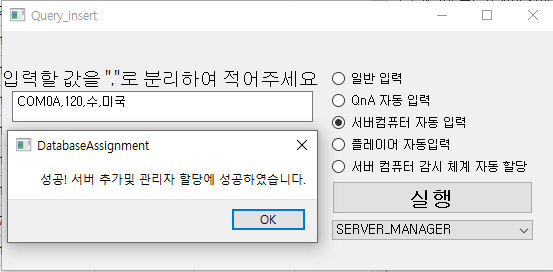 Query_insert
입력할 값을 ","로 분리하여 적어주세요
COM0A,120,수,미국
일반 입력
QnA 자동 입력
서버컴퓨터 자동 입력
플레이어 자동입력
서버 컴퓨터 감시 체계 자동 할당
실행
SERVER_MANAGER
DatabaseAssignment
성공! 서버 추가및 관리자 할당에 성공하였습니다.
OK